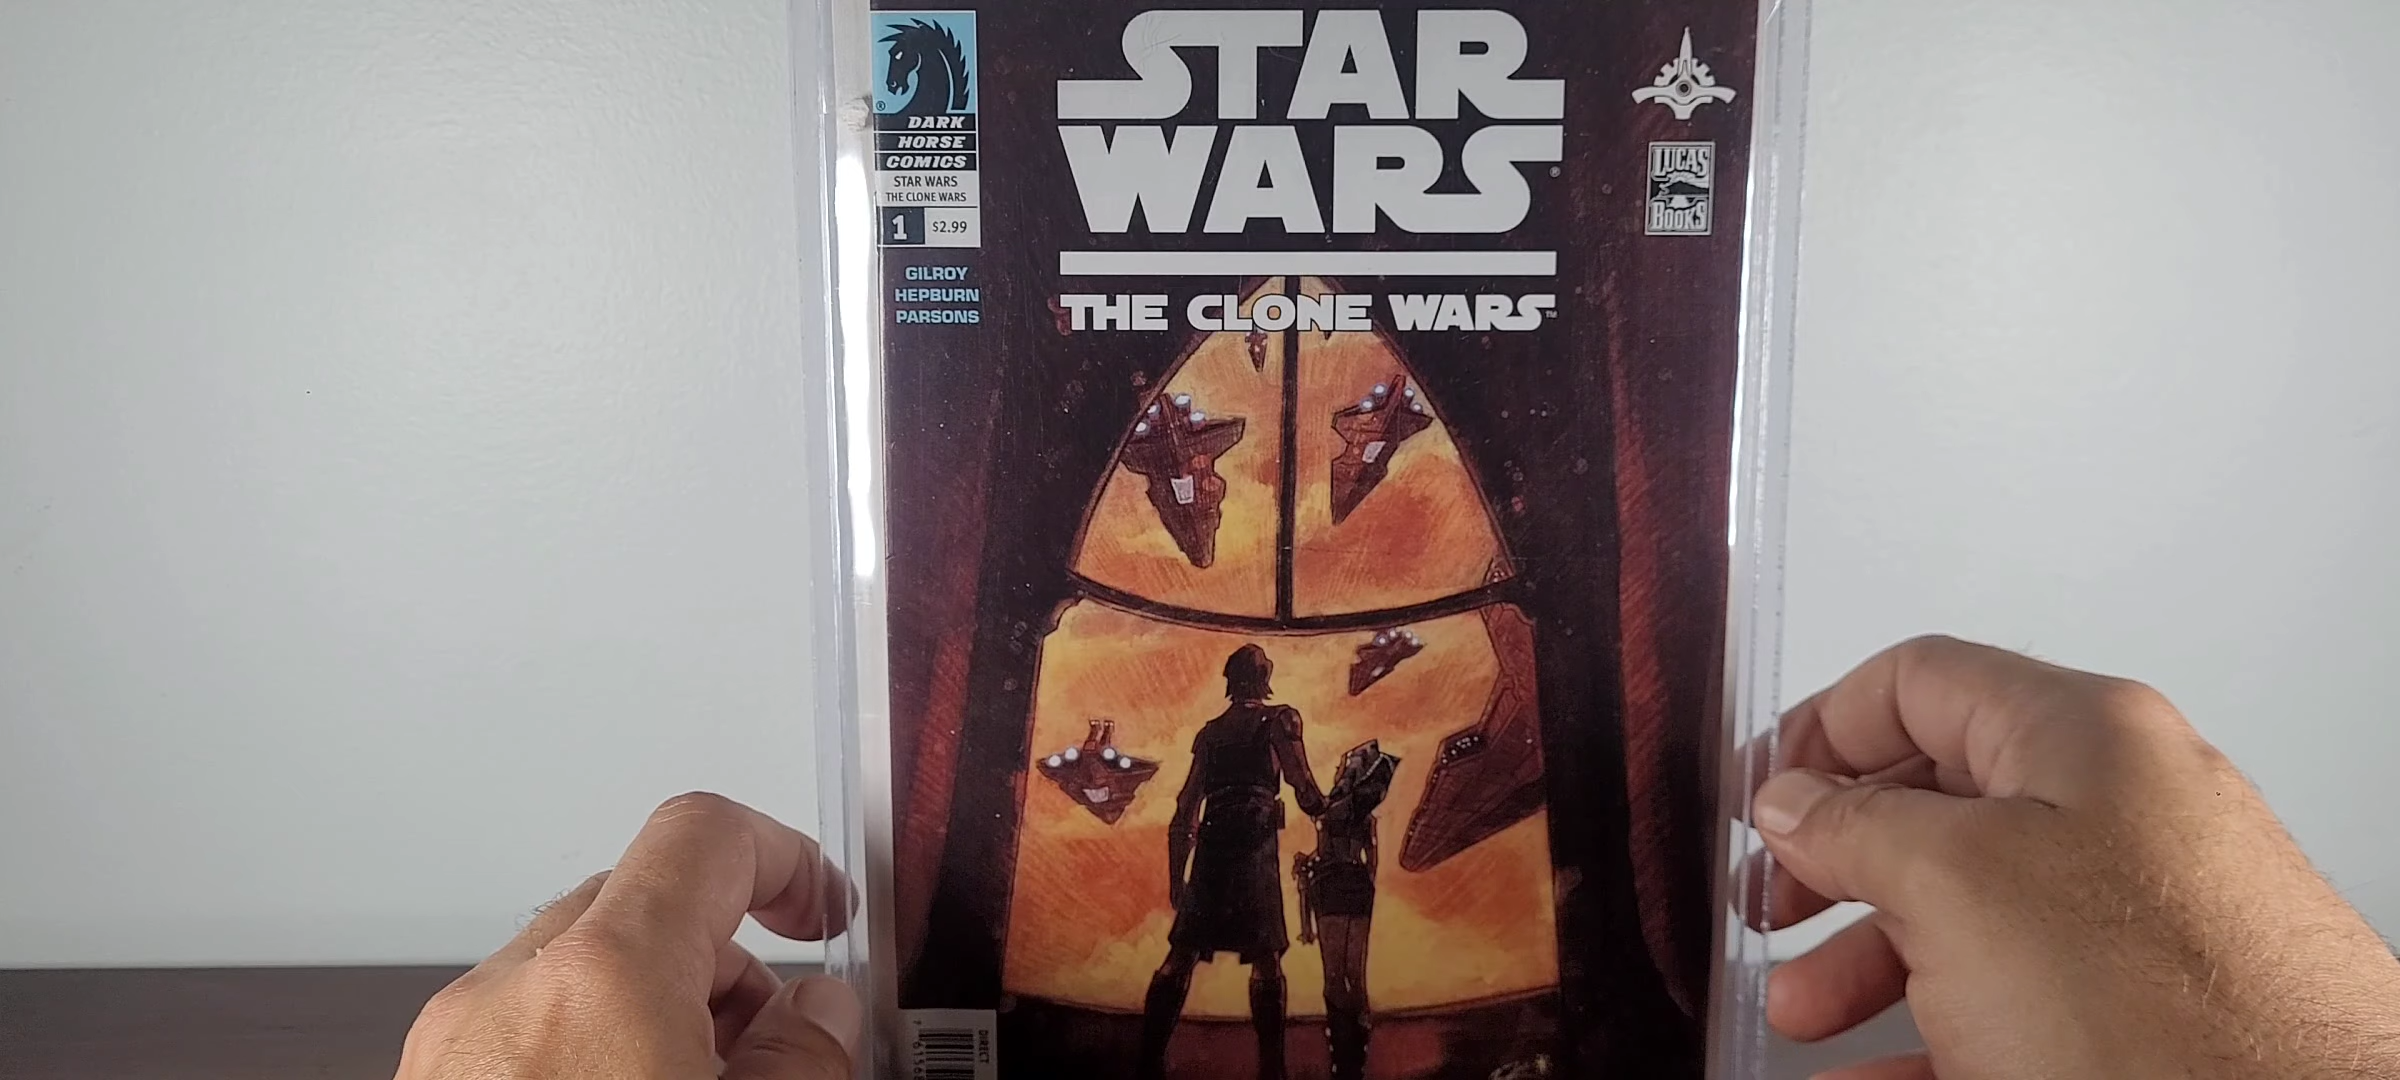 STAR
WARS®
THE CLONE WARS™
®
DARK
HORSE
COMICS
STAR WARS
THE CLONE WARS
1 $2.99
GILROY
HEPBURN
PARSONS
LUCAS
BOOKS
DIRECT